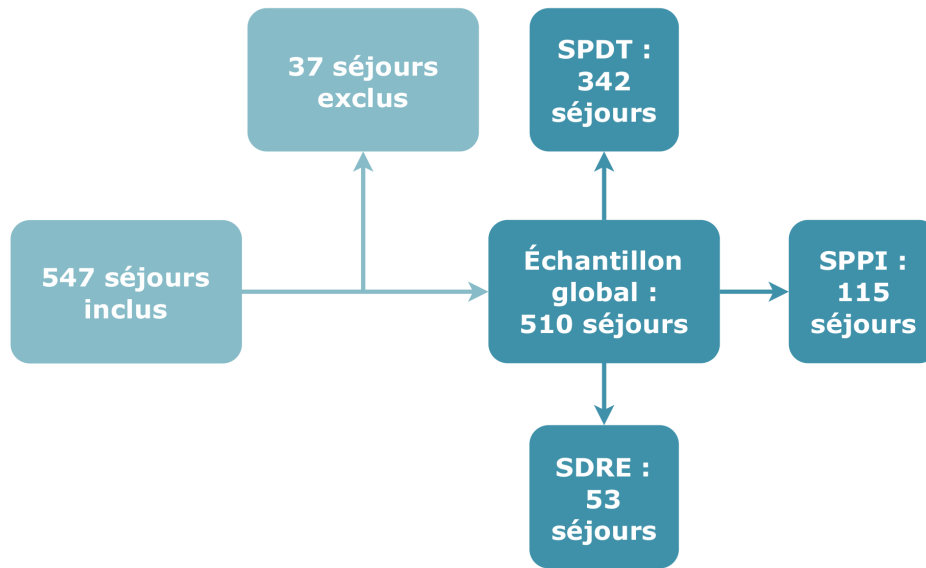 37 séjours
exclus
SPDT :
342
séjours
547 séjours
inclus
Échantillon
global :
510 séjours
SPPI :
115
séjours
SDRE :
53
séjours